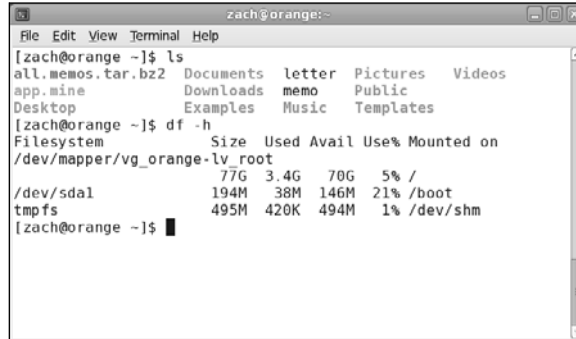 zach@orange:~
File Edit View Terminal Help
[zach@orange ~]$ ls
all.memos.tar.bz2 Documents letter Pictures Videos
app.mine Downloads memo Public
Desktop Examples Music Templates
[zach@orange ~]$ df -h
Filesystem Size Used Avail Use% Mounted on
/dev/mapper/vg_orange-lv_root
77G 3.4G 70G 5% /
/dev/sda1 194M 38M 146M 21% /boot
tmpfs 495M 420K 494M 1% /dev/shm
[zach@orange ~]$